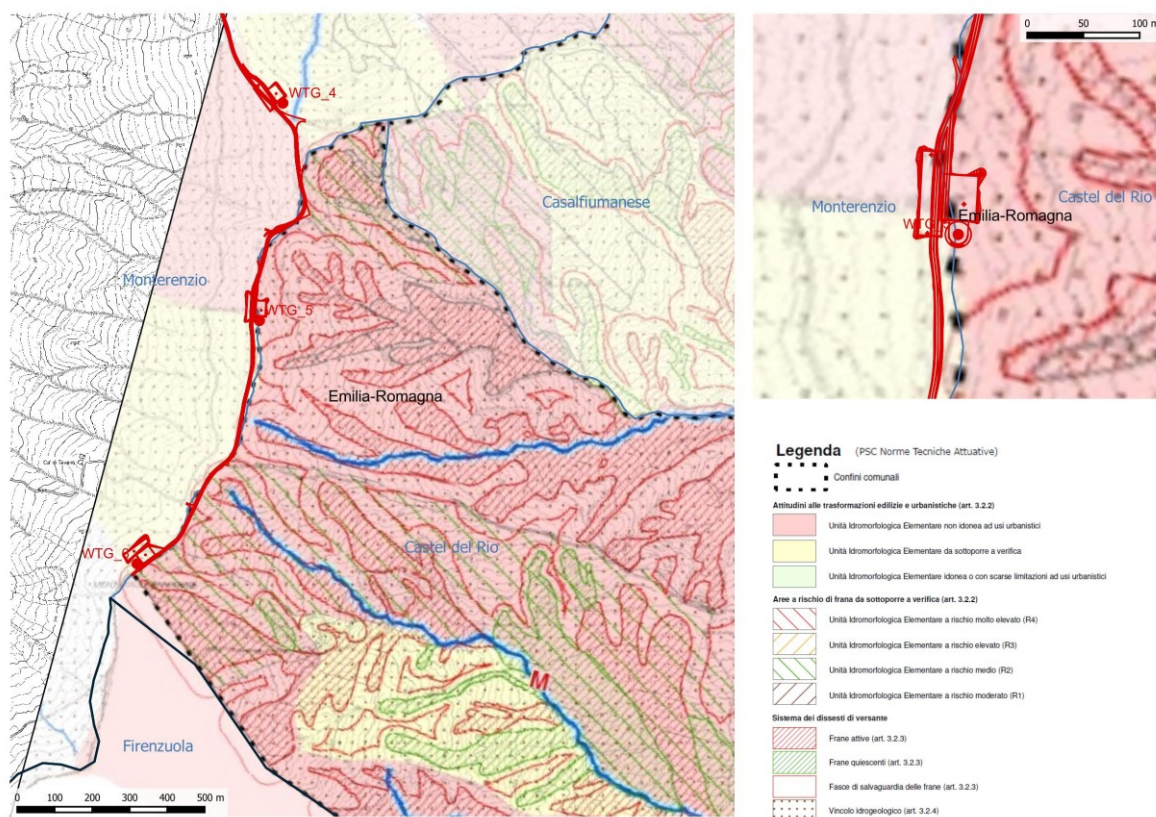 WTG_4
Casalfiumanese
Monterenzio
WTG_5
Emilia-Romagna
Castel del Rio
WTG_6
M
Firenzuola
0 100 200 300 400 500 m
0 50 100 m
Monterenzio
Castel del Rio
Emilia-Romagna
Legenda (PSC Norme Tecniche Attuative)
Confini comunali
Attitudini alle trasformazioni edilizie e urbanistiche (art. 3.2.2)
Unità Idromorfologica Elementare non idonea ad usi urbanistici
Unità Idromorfologica Elementare da sottoporre a verifica
Unità Idromorfologica Elementare idonea o con scarse limitazioni ad usi urbanistici
Aree a rischio di frana da sottoporre a verifica (art. 3.2.2)
Unità Idromorfologica Elementare a rischio molto elevato (R4)
Unità Idromorfologica Elementare a rischio elevato (R3)
Unità Idromorfologica Elementare a rischio medio (R2)
Unità Idromorfologica Elementare a rischio moderato (R1)
Sistema dei dissesti di versante
Frane attive (art. 3.2.3)
Frane quiescenti (art. 3.2.3)
Fasce di salvaguardia delle frane (art. 3.2.3)
Vincolo idrogeologico (art. 3.2.4)